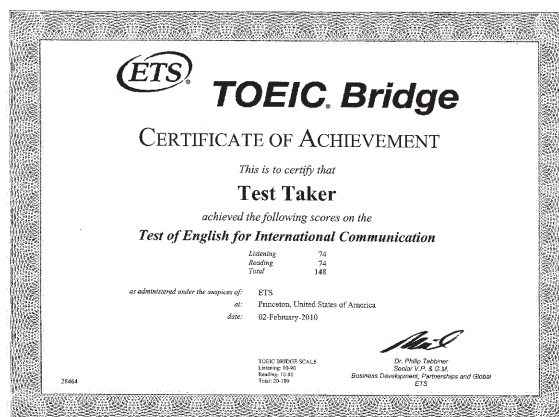 ETS
TOEIC® Bridge
CERTIFICATE OF ACHIEVEMENT
This is to certify that
Test Taker
achieved the following scores on the
Test of English for International Communication
Listening 74
Reading 74
Total 148
as administered under the auspices of: ETS
at: Princeton, United States of America
date: 02-February-2010
TOEIC BRIDGE SCALE
Listening: 10-90
Reading: 10-90
Total: 20-180
28464
Dr. Philip Tabbiner
Senior V.P. & G.M.
Business Development, Partnerships and Global
ETS